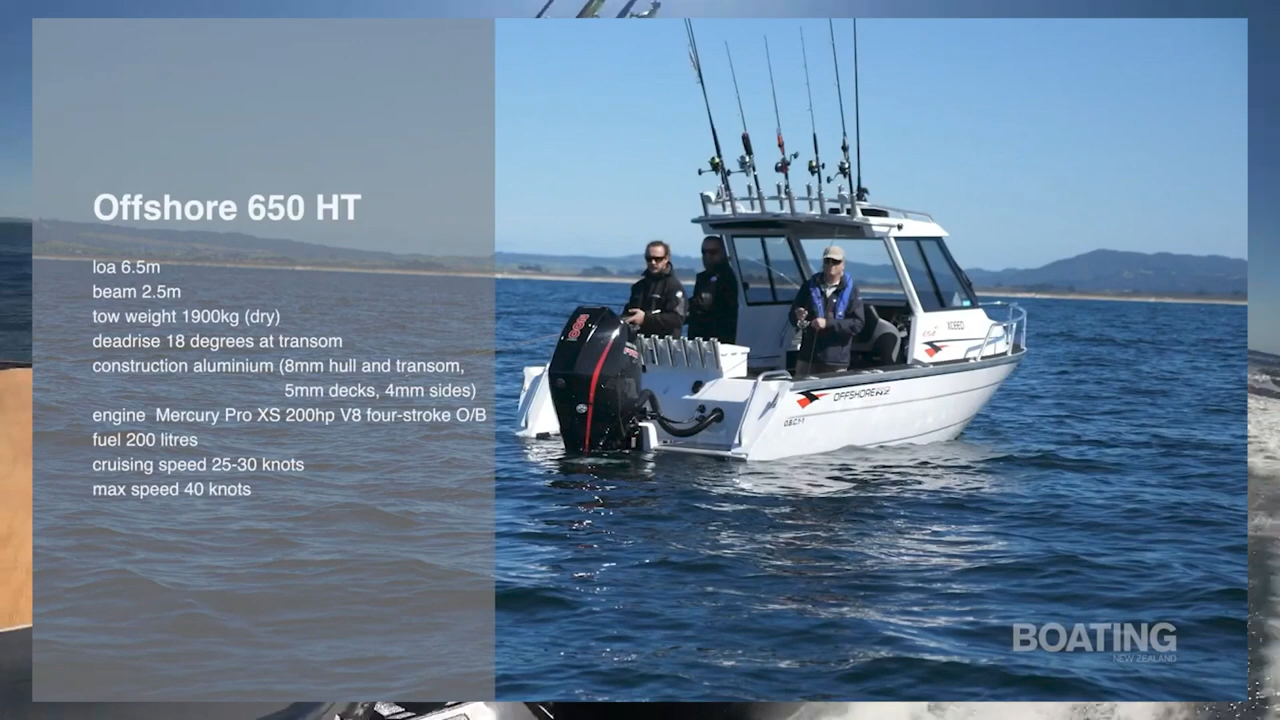 Offshore 650 HT
loa 6.5m
beam 2.5m
tow weight 1900kg (dry)
deadrise 18 degrees at transom
construction aluminium (8mm hull and transom,
5mm decks, 4mm sides)
engine Mercury Pro XS 200hp V8 four-stroke O/B
fuel 200 litres
cruising speed 25-30 knots
max speed 40 knots
XCEED
OFFSHORE NZ
BOATING
NEW ZEALAND